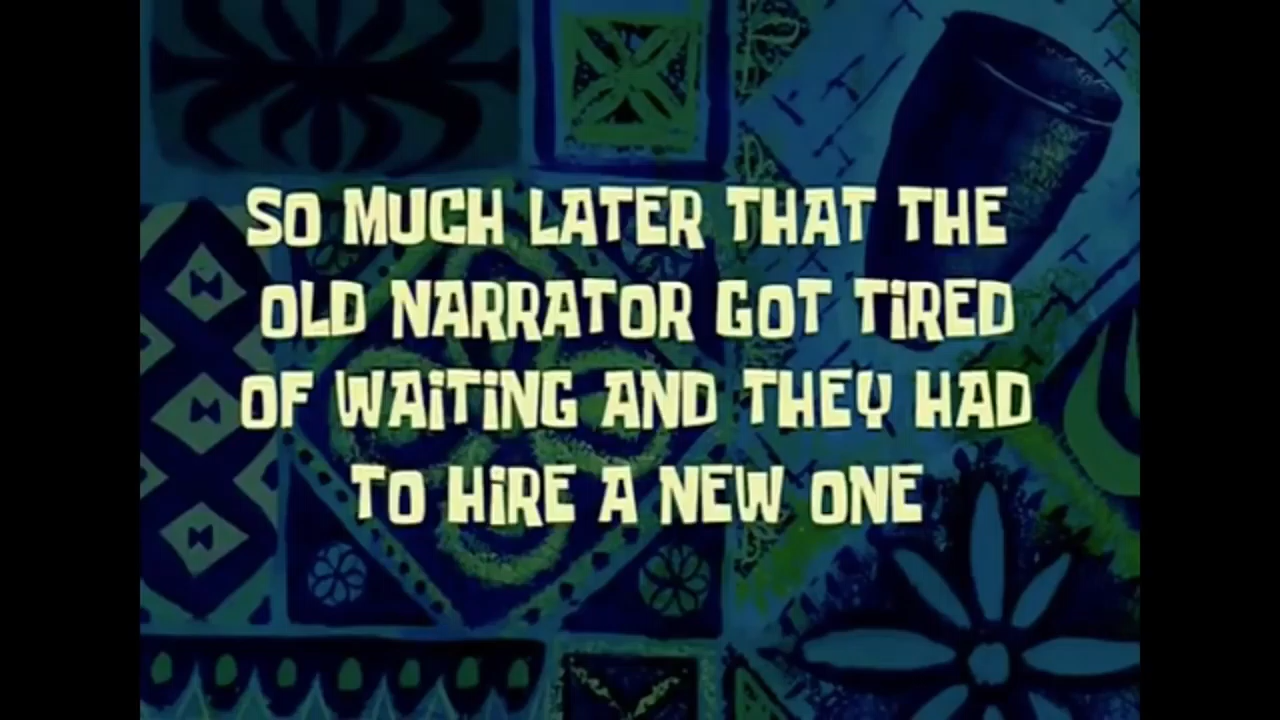 SO MUCH LATER THAT THE
OLD NARRATOR GOT TiRED
OF WAiTiNG AND THEY HAD
TO HiRE A NEW ONE